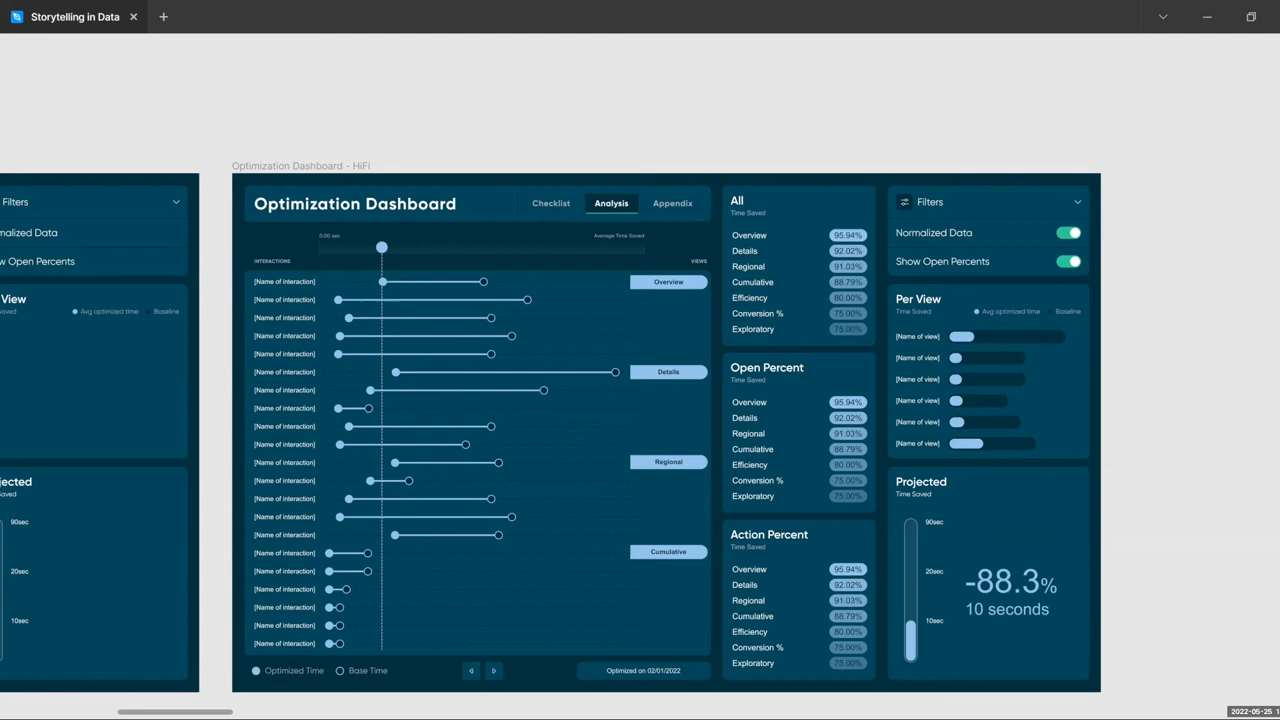 Storytelling in Data
Optimization Dashboard - HiFi
Filters
Show Open Percents
View
Avg optimized time
Baseline
90sec
20sec
10sec
Optimization Dashboard
Checklist
Analysis
Appendix
0.00 sec
Average Time Saved
INTERACTIONS
VIEWS
[Name of interaction]
Overview
[Name of interaction]
[Name of interaction]
[Name of interaction]
[Name of interaction]
[Name of interaction]
Details
[Name of interaction]
[Name of interaction]
[Name of interaction]
[Name of interaction]
[Name of interaction]
Regional
[Name of interaction]
[Name of interaction]
[Name of interaction]
[Name of interaction]
[Name of interaction]
Cumulative
[Name of interaction]
[Name of interaction]
[Name of interaction]
[Name of interaction]
[Name of interaction]
Optimized Time
Base Time
Optimized on 02/01/2022
All
Time Saved
Overview 95.94%
Details 92.02%
Regional 91.03%
Cumulative 88.79%
Efficiency 80.00%
Conversion % 75.00%
Exploratory 75.00%
Open Percent
Time Saved
Overview 95.94%
Details 92.02%
Regional 91.03%
Cumulative 88.79%
Efficiency 80.00%
Conversion % 75.00%
Exploratory 75.00%
Action Percent
Time Saved
Overview 95.94%
Details 92.02%
Regional 91.03%
Cumulative 88.79%
Efficiency 80.00%
Conversion % 75.00%
Exploratory 75.00%
Filters
Normalized Data
Show Open Percents
Per View
Time Saved
Avg optimized time
Baseline
[Name of view]
[Name of view]
[Name of view]
[Name of view]
[Name of view]
[Name of view]
Projected
Time Saved
90sec
20sec
10sec
-88.3%
10 seconds
2022-05-25